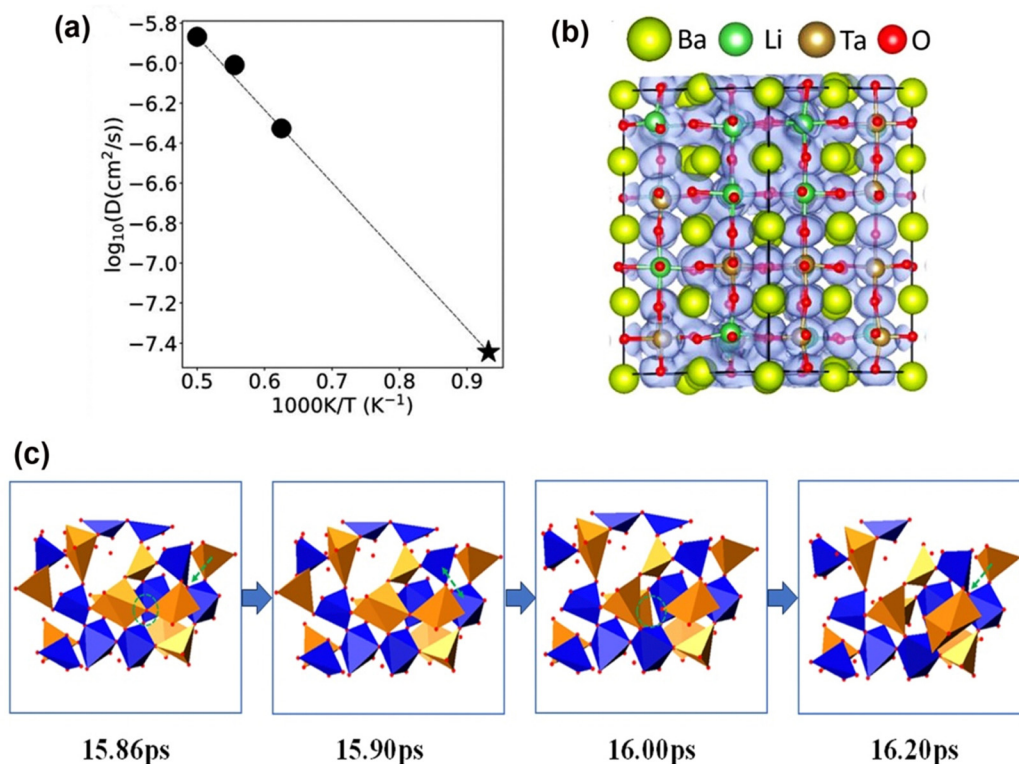 (a)
−5.8
−6.0
−6.2
−6.4
−6.6
−6.8
−7.0
−7.2
−7.4
log₁₀(D(cm²/s))
0.5 0.6 0.7 0.8 0.9
1000K/T (K⁻¹)
(b)
Ba Li Ta O
(c)
15.86ps 15.90ps 16.00ps 16.20ps